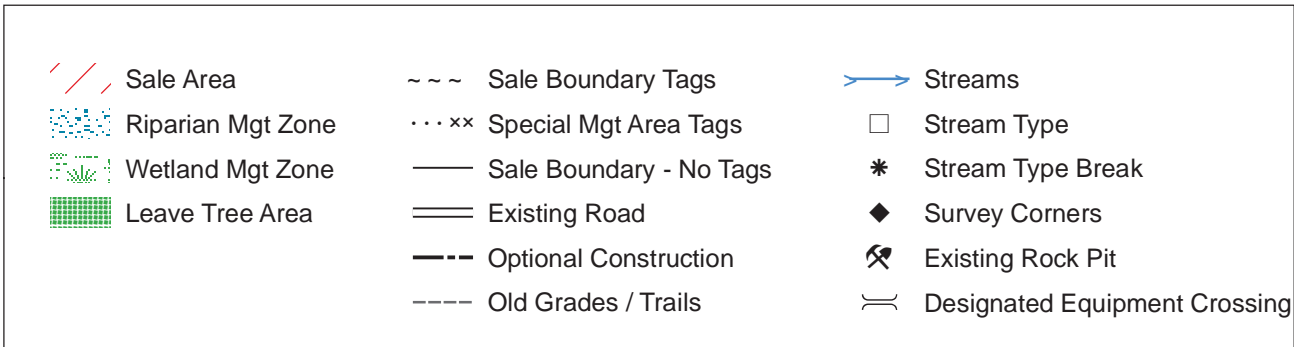 Sale Area
Riparian Mgt Zone
Wetland Mgt Zone
Leave Tree Area
Sale Boundary Tags
Special Mgt Area Tags
Sale Boundary - No Tags
Existing Road
Optional Construction
Old Grades / Trails
Streams
Stream Type
Stream Type Break
Survey Corners
Existing Rock Pit
Designated Equipment Crossing